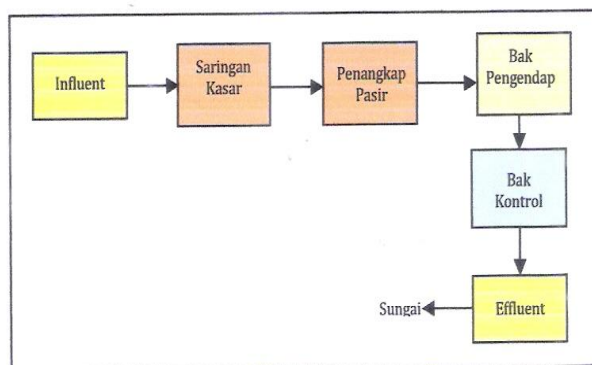 Influent
Saringan
Kasar
Penangkap
Pasir
Bak
Pengendap
Bak
Kontrol
Sungai
Effluent